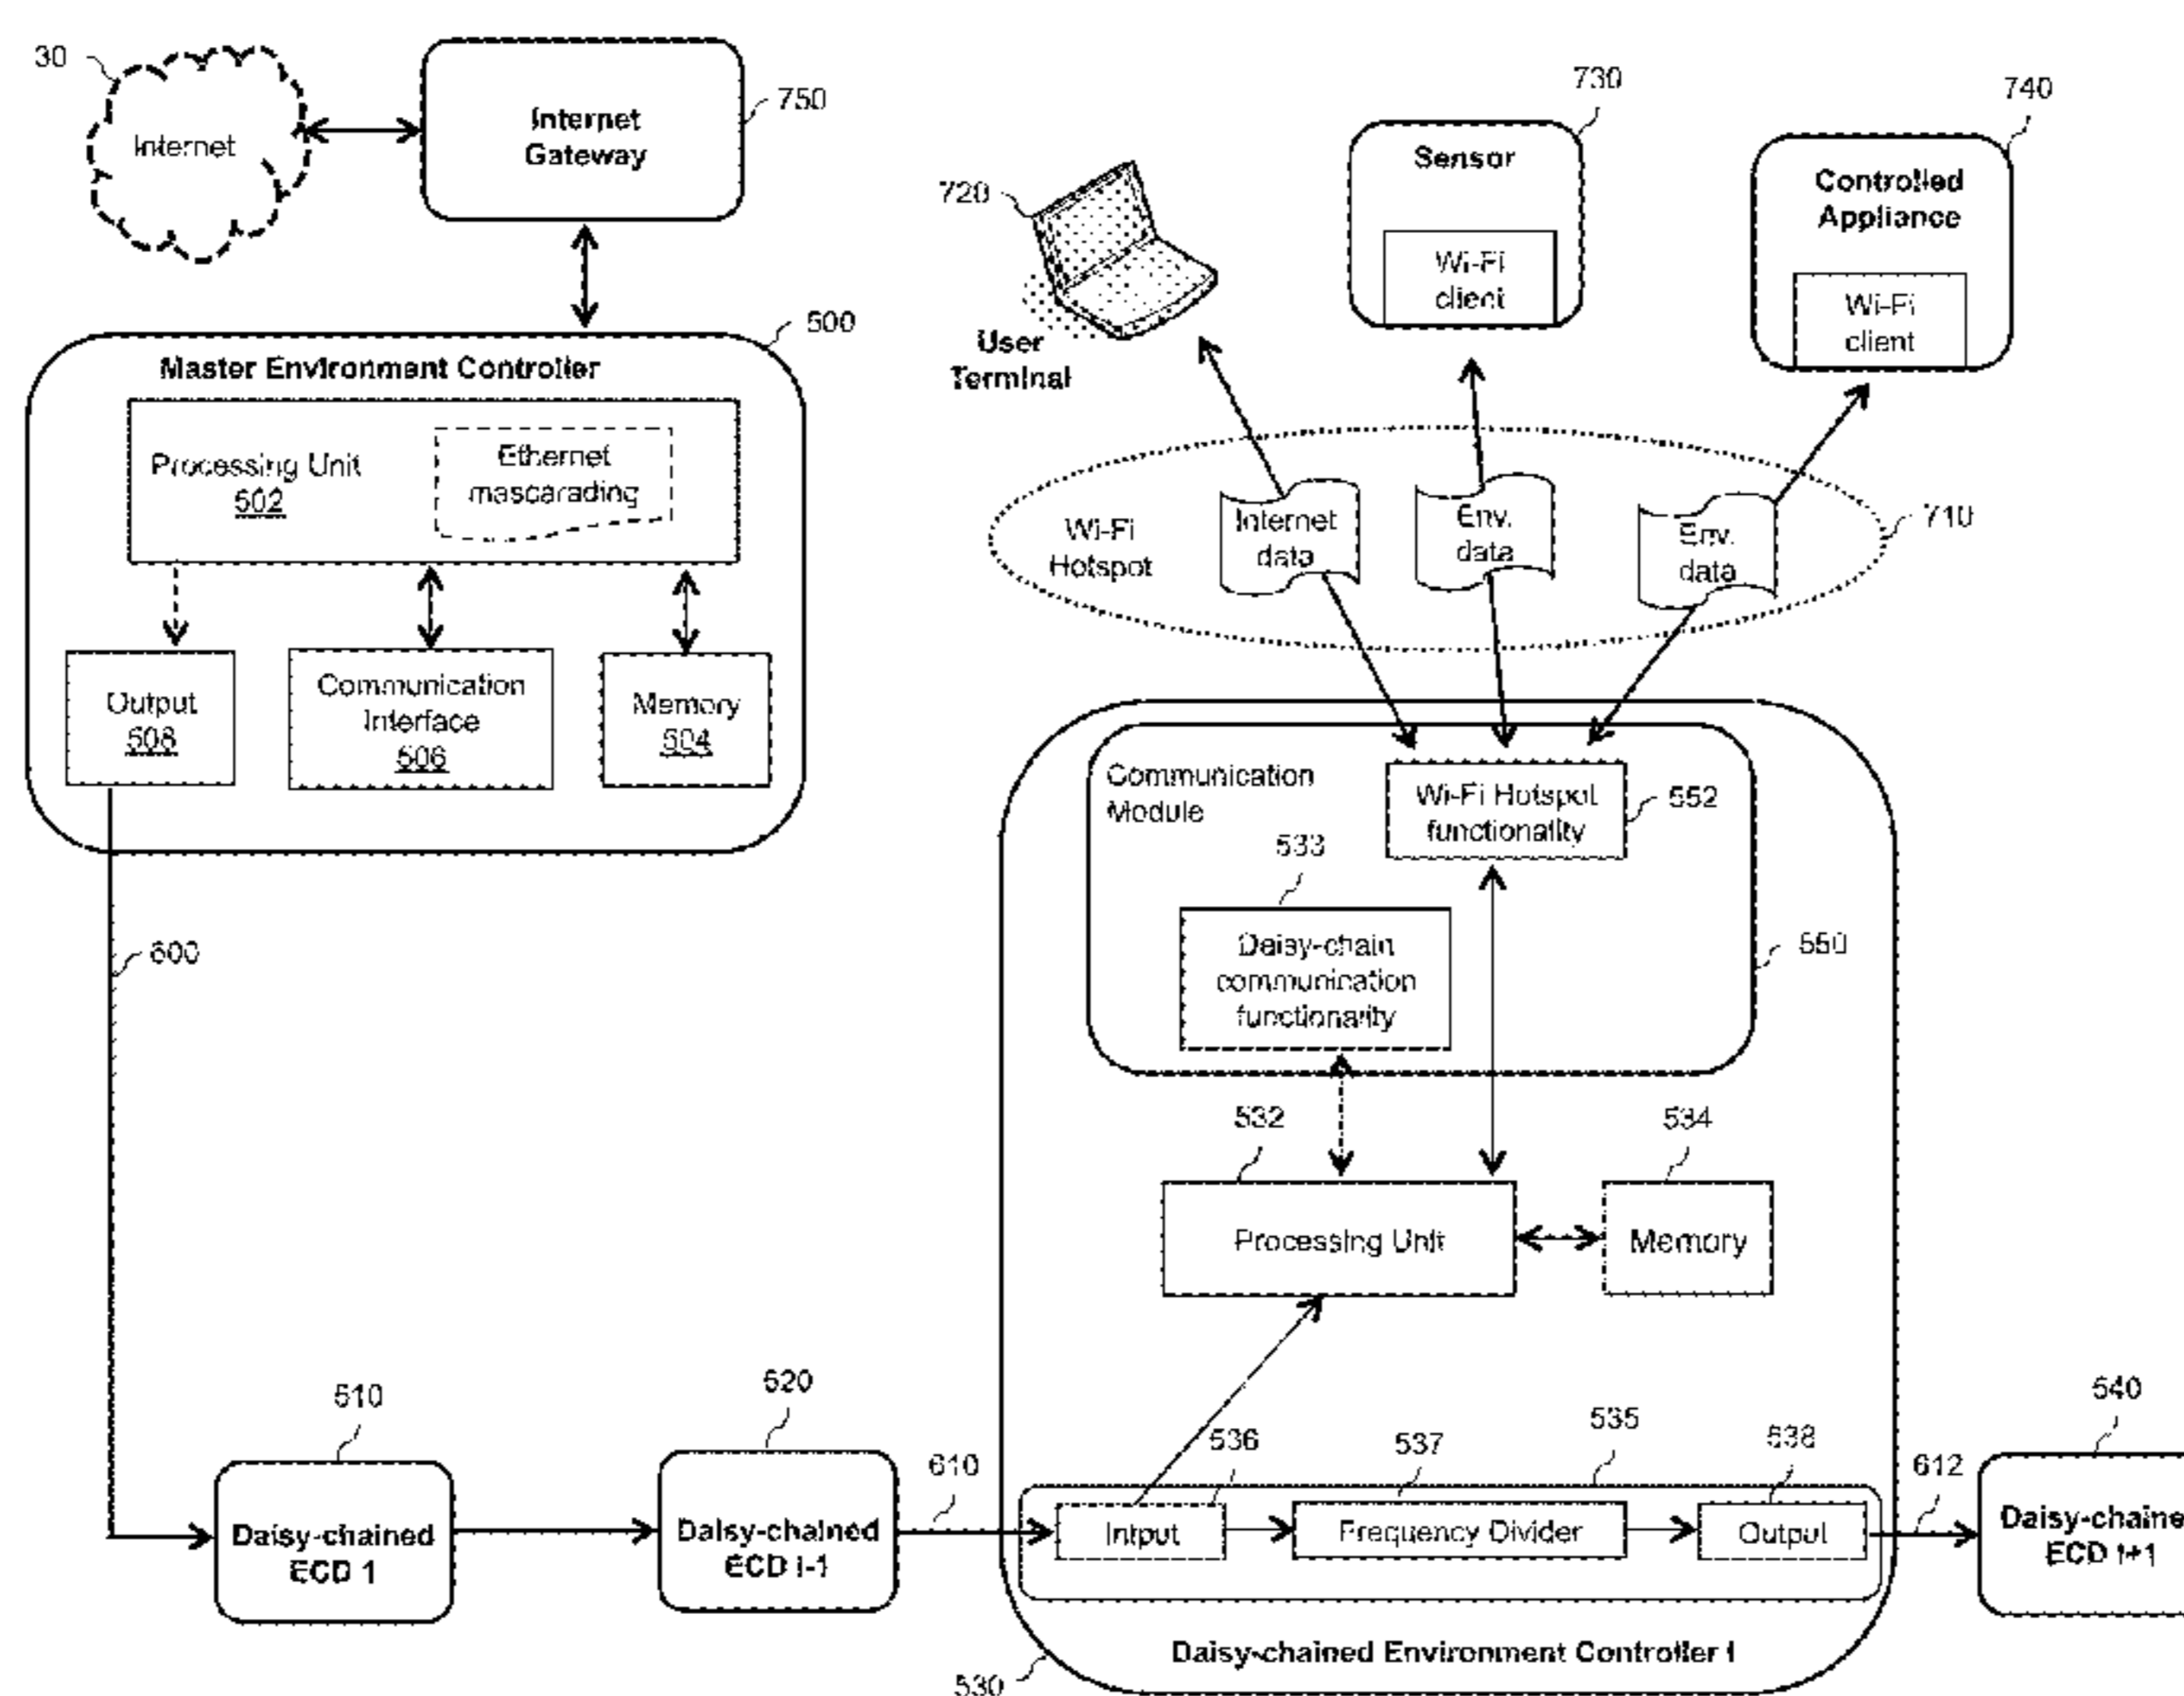 30
Internet
Internet
Gateway
750
730
Sensor
Wi-Fi
client
740
Controlled
Appliance
Wi-Fi
client
720
User
Terminal
500
Master Environment Controller
Processing Unit
502
Ethernet
mascarading
Output
508
Communication
Interface
506
Memory
504
Wi-Fi
Hotspot
Internet
data
Env.
data
Env.
data
710
Communication
Module
Wi-Fi Hotspot
functionality
552
533
Daisy-chain
communication
functionality
550
600
532
Processing Unit
534
Memory
510
Daisy-chained
ECD 1
520
Daisy-chained
ECD i-1
610
536
Intput
537
Frequency Divider
535
538
Output
612
540
Daisy-chaine
ECD i+1
Daisy-chained Environment Controller i
530